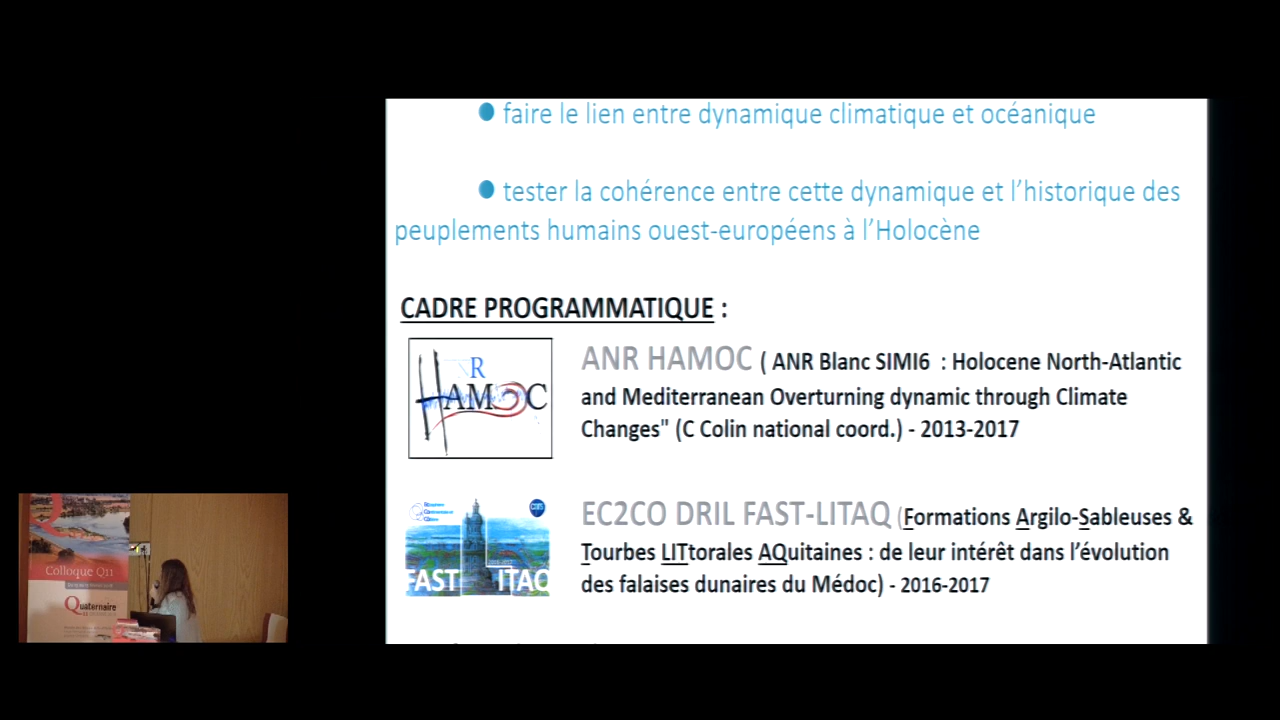 ● faire le lien entre dynamique climatique et océanique
● tester la cohérence entre cette dynamique et l'historique des
peuplements humains ouest-européens à l'Holocène
CADRE PROGRAMMATIQUE :
R
HAMOC
ANR HAMOC ( ANR Blanc SIMI6 : Holocene North-Atlantic
and Mediterranean Overturning dynamic through Climate
Changes" (C Colin national coord.) - 2013-2017
cnrs
FAST LITAQ
EC2CO DRIL FAST-LITAQ (Formations Argilo-Sableuses &
Tourbes LITtorales AQuitaines : de leur intérêt dans l'évolution
des falaises dunaires du Médoc) - 2016-2017
Colloque Q11
Quaternaire